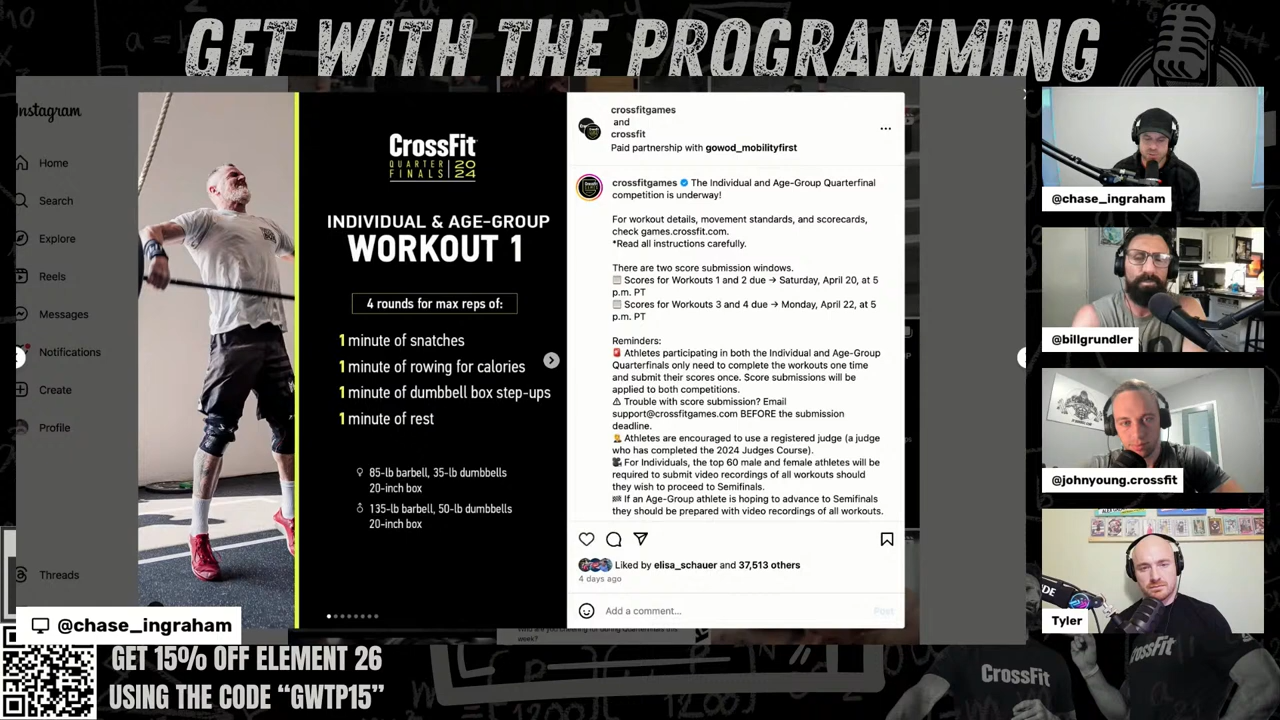 GET WITH THE PROGRAMMING
Instagram
Home
Search
Explore
Reels
Messages
Notifications
Create
Profile
Threads
CrossFit
QUARTER 20
FINALS 24
INDIVIDUAL & AGE-GROUP
WORKOUT 1
4 rounds for max reps of:
1 minute of snatches
1 minute of rowing for calories
1 minute of dumbbell box step-ups
1 minute of rest
♀ 85-lb barbell, 35-lb dumbbells
20-inch box
♂ 135-lb barbell, 50-lb dumbbells
20-inch box
crossfitgames
and
crossfit
Paid partnership with gowod_mobilityfirst
crossfitgames The Individual and Age-Group Quarterfinal
competition is underway!
For workout details, movement standards, and scorecards,
check games.crossfit.com.
*Read all instructions carefully.
There are two score submission windows.
Scores for Workouts 1 and 2 due → Saturday, April 20, at 5
p.m. PT
Scores for Workouts 3 and 4 due → Monday, April 22, at 5
p.m. PT
Reminders:
Athletes participating in both the Individual and Age-Group
Quarterfinals only need to complete the workouts one time
and submit their scores once. Score submissions will be
applied to both competitions.
⚠ Trouble with score submission? Email
support@crossfitgames.com BEFORE the submission
deadline.
Athletes are encouraged to use a registered judge (a judge
who has completed the 2024 Judges Course).
For Individuals, the top 60 male and female athletes will be
required to submit video recordings of all workouts should
they wish to proceed to Semifinals.
If an Age-Group athlete is hoping to advance to Semifinals
they should be prepared with video recordings of all workouts.
Liked by elisa_schauer and 37,513 others
4 days ago
Add a comment...
Post
@chase_ingraham
@billgrundler
@johnyoung.crossfit
Tyler
@chase_ingraham
GET 15% OFF ELEMENT 26
USING THE CODE “GWTP15”
CrossFit
CrossFit